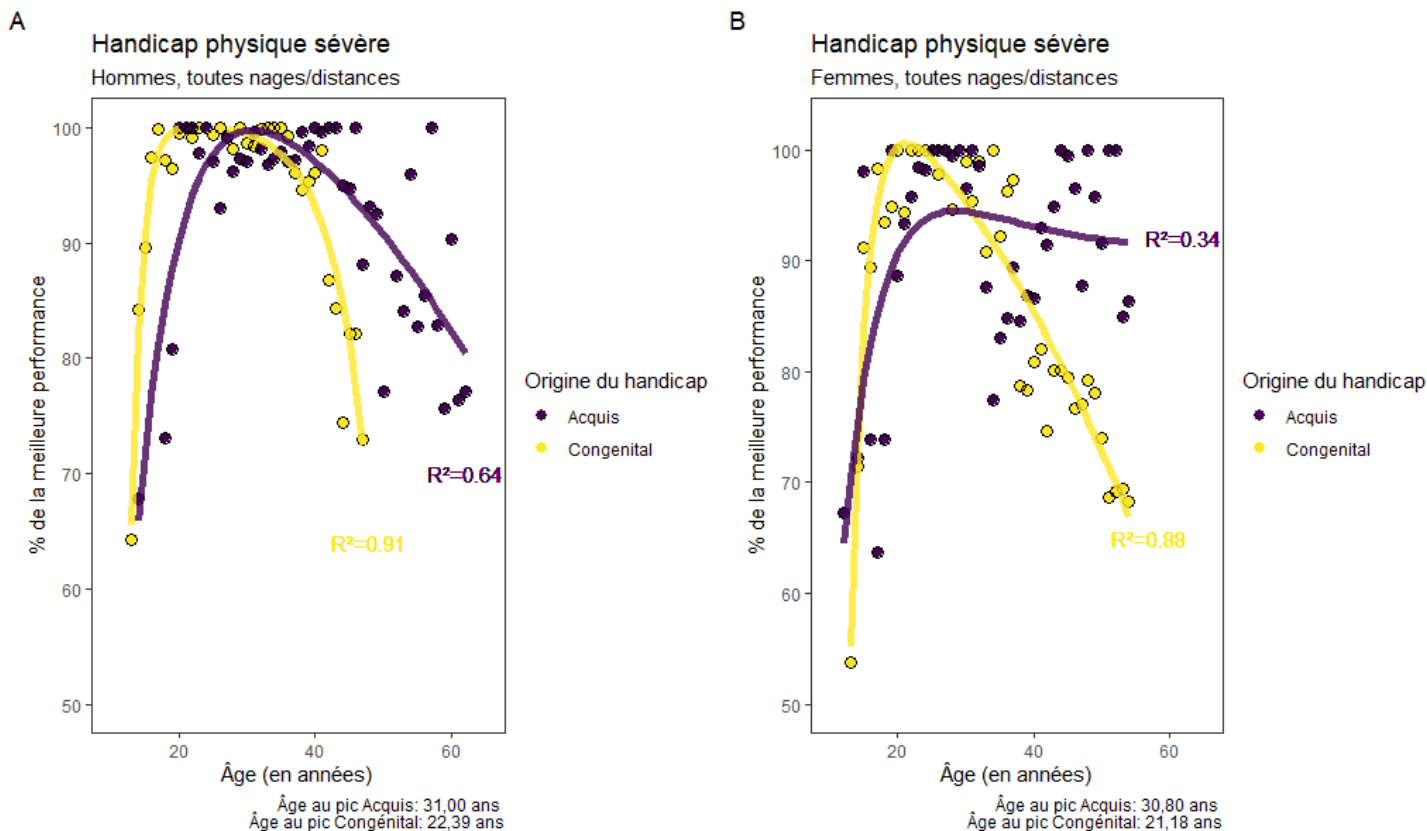 A
Handicap physique sévère
Hommes, toutes nages/distances
% de la meilleure performance
100
90
80
70
60
50
R²=0.64
R²=0.91
20
40
60
Âge (en années)
Âge au pic Acquis: 31,00 ans
Âge au pic Congénital: 22,39 ans
Origine du handicap
Acquis
Congenital
B
Handicap physique sévère
Femmes, toutes nages/distances
% de la meilleure performance
100
90
80
70
60
50
R²=0.34
R²=0.88
20
40
60
Âge (en années)
Âge au pic Acquis: 30,80 ans
Âge au pic Congénital: 21,18 ans
Origine du handicap
Acquis
Congenital